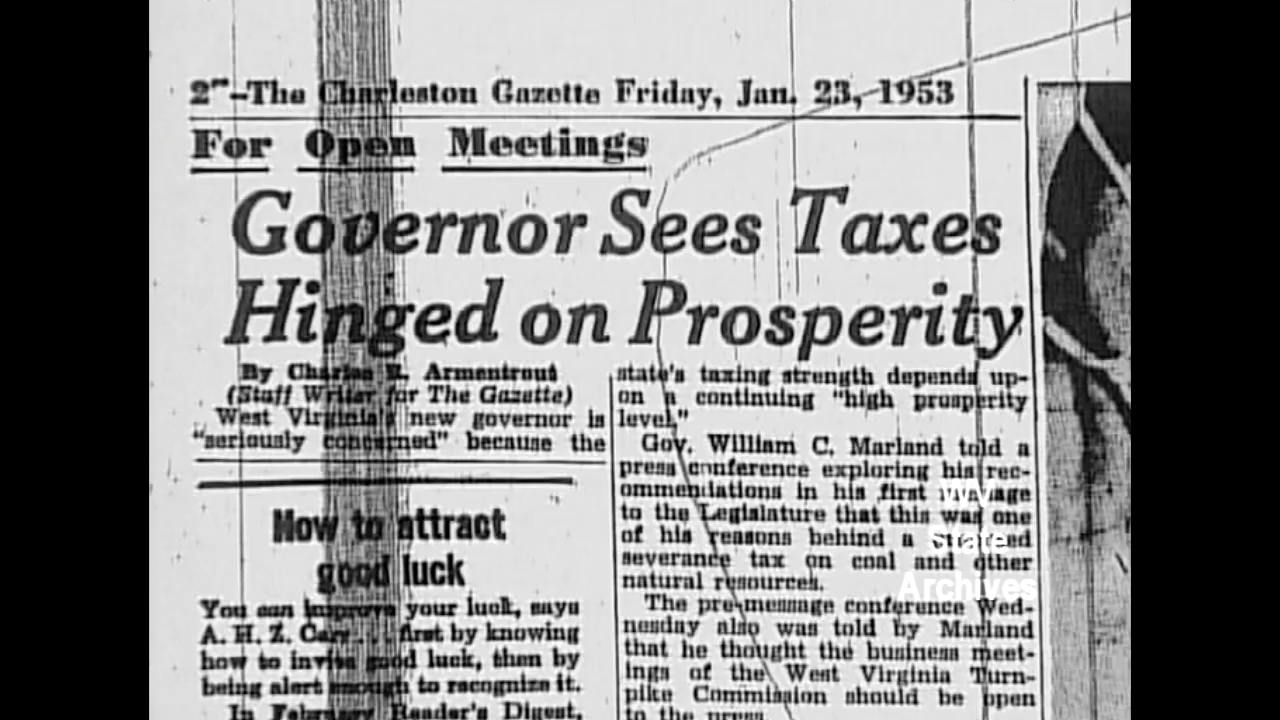 2—The Charleston Gazette Friday, Jan. 23, 1953
For Open Meetings
Governor Sees Taxes
Hinged on Prosperity
By Charles R. Armentrout
(Staff Writer for The Gazette)
West Virginia's new governor is
"seriously concerned" because the
How to attract
good luck
You can improve your luck, says
A. H. Z. Carr . . . first by knowing
how to invite good luck, then by
being alert enough to recognize it.
In February Reader's Digest,
state's taxing strength depends up-
on a continuing "high prosperity
level."
Gov. William C. Marland told a
press conference exploring his rec-
ommendations in his first message
to the Legislature that this was one
of his reasons behind a
severance tax on coal and other
natural resources.
The pre-message conference Wed-
nesday also was told by Marland
that he thought the business meet-
ings of the West Virginia Turn-
pike Commission should be open
to the press.
WV
State
Archives